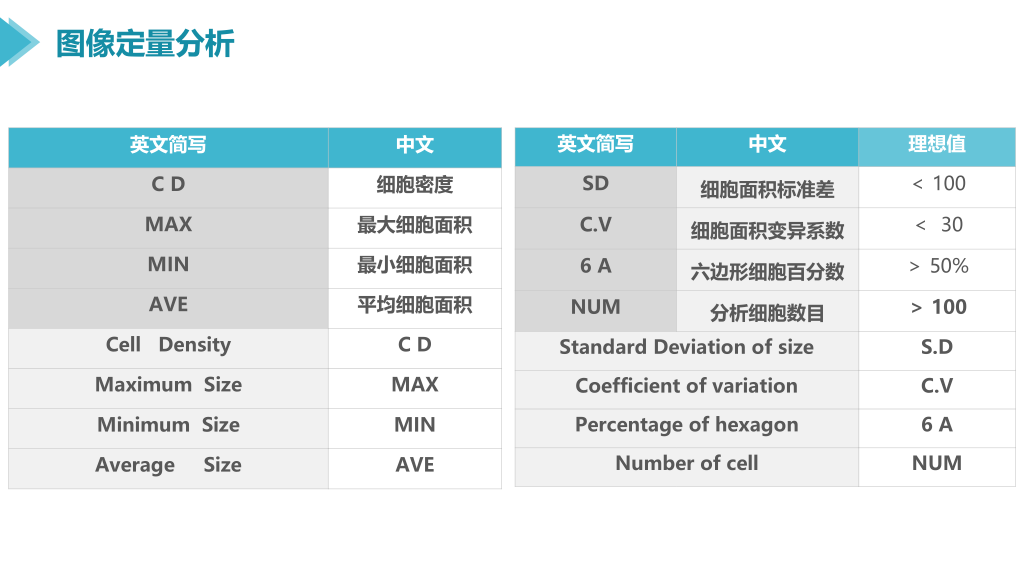 图像定量分析
英文简写 中文
C D 细胞密度
MAX 最大细胞面积
MIN 最小细胞面积
AVE 平均细胞面积
Cell Density C D
Maximum Size MAX
Minimum Size MIN
Average Size AVE
英文简写 中文 理想值
SD 细胞面积标准差 < 100
C.V 细胞面积变异系数 < 30
6 A 六边形细胞百分数 > 50%
NUM 分析细胞数目 > 100
Standard Deviation of size S.D
Coefficient of variation C.V
Percentage of hexagon 6 A
Number of cell NUM